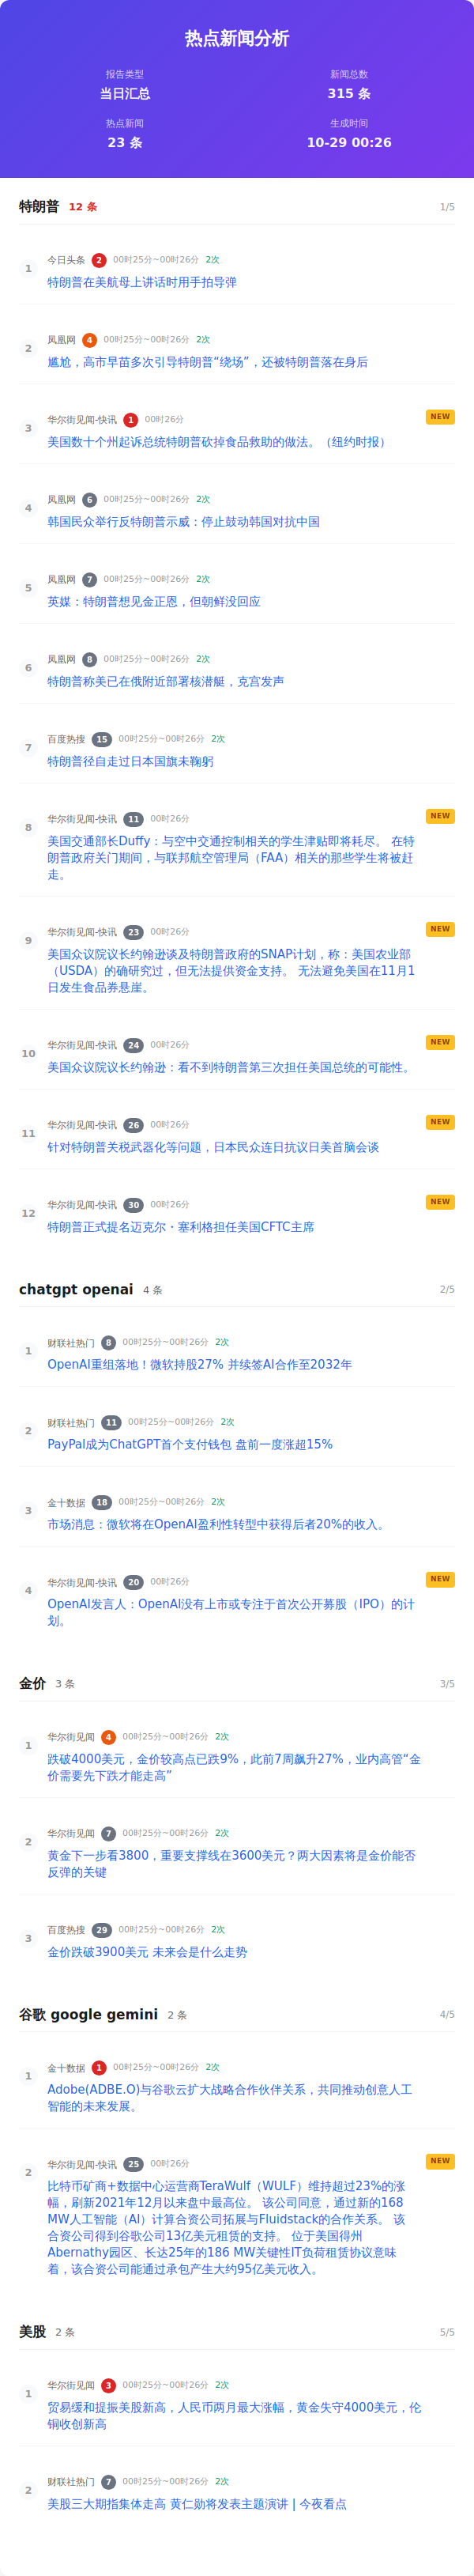 热点新闻分析
报告类型 新闻总数
当日汇总 315 条
热点新闻 生成时间
23 条 10-29 00:26
特朗普 12 条 1/5
1 今日头条 2 00时25分~00时26分 2次
特朗普在美航母上讲话时用手拍导弹
2 凤凰网 4 00时25分~00时26分 2次
尴尬，高市早苗多次引导特朗普“绕场”，还被特朗普落在身后
3 华尔街见闻-快讯 1 00时26分 NEW
美国数十个州起诉总统特朗普砍掉食品救助的做法。（纽约时报）
4 凤凰网 6 00时25分~00时26分 2次
韩国民众举行反特朗普示威：停止鼓动韩国对抗中国
5 凤凰网 7 00时25分~00时26分 2次
英媒：特朗普想见金正恩，但朝鲜没回应
6 凤凰网 8 00时25分~00时26分 2次
特朗普称美已在俄附近部署核潜艇，克宫发声
7 百度热搜 15 00时25分~00时26分 2次
特朗普径自走过日本国旗未鞠躬
8 华尔街见闻-快讯 11 00时26分 NEW
美国交通部长Duffy：与空中交通控制相关的学生津贴即将耗尽。 在特
朗普政府关门期间，与联邦航空管理局（FAA）相关的那些学生将被赶
走。
9 华尔街见闻-快讯 23 00时26分 NEW
美国众议院议长约翰逊谈及特朗普政府的SNAP计划，称：美国农业部
（USDA）的确研究过，但无法提供资金支持。 无法避免美国在11月1
日发生食品券悬崖。
10 华尔街见闻-快讯 24 00时26分 NEW
美国众议院议长约翰逊：看不到特朗普第三次担任美国总统的可能性。
11 华尔街见闻-快讯 26 00时26分 NEW
针对特朗普关税武器化等问题，日本民众连日抗议日美首脑会谈
12 华尔街见闻-快讯 30 00时26分 NEW
特朗普正式提名迈克尔・塞利格担任美国CFTC主席
chatgpt openai 4 条 2/5
1 财联社热门 8 00时25分~00时26分 2次
OpenAI重组落地！微软持股27% 并续签AI合作至2032年
2 财联社热门 11 00时25分~00时26分 2次
PayPal成为ChatGPT首个支付钱包 盘前一度涨超15%
3 金十数据 18 00时25分~00时26分 2次
市场消息：微软将在OpenAI盈利性转型中获得后者20%的收入。
4 华尔街见闻-快讯 20 00时26分 NEW
OpenAI发言人：OpenAI没有上市或专注于首次公开募股（IPO）的计
划。
金价 3 条 3/5
1 华尔街见闻 4 00时25分~00时26分 2次
跌破4000美元，金价较高点已跌9%，此前7周飙升27%，业内高管“金
价需要先下跌才能走高”
2 华尔街见闻 7 00时25分~00时26分 2次
黄金下一步看3800，重要支撑线在3600美元？两大因素将是金价能否
反弹的关键
3 百度热搜 29 00时25分~00时26分 2次
金价跌破3900美元 未来会是什么走势
谷歌 google gemini 2 条 4/5
1 金十数据 1 00时25分~00时26分 2次
Adobe(ADBE.O)与谷歌云扩大战略合作伙伴关系，共同推动创意人工
智能的未来发展。
2 华尔街见闻-快讯 25 00时26分 NEW
比特币矿商+数据中心运营商TeraWulf（WULF）维持超过23%的涨
幅，刷新2021年12月以来盘中最高位。 该公司同意，通过新的168
MW人工智能（AI）计算合资公司拓展与Fluidstack的合作关系。 该
合资公司得到谷歌公司13亿美元租赁的支持。 位于美国得州
Abernathy园区、长达25年的186 MW关键性IT负荷租赁协议意味
着，该合资公司能通过承包产生大约95亿美元收入。
美股 2 条 5/5
1 华尔街见闻 3 00时25分~00时26分 2次
贸易缓和提振美股新高，人民币两月最大涨幅，黄金失守4000美元，伦
铜收创新高
2 财联社热门 7 00时25分~00时26分 2次
美股三大期指集体走高 黄仁勋将发表主题演讲 | 今夜看点